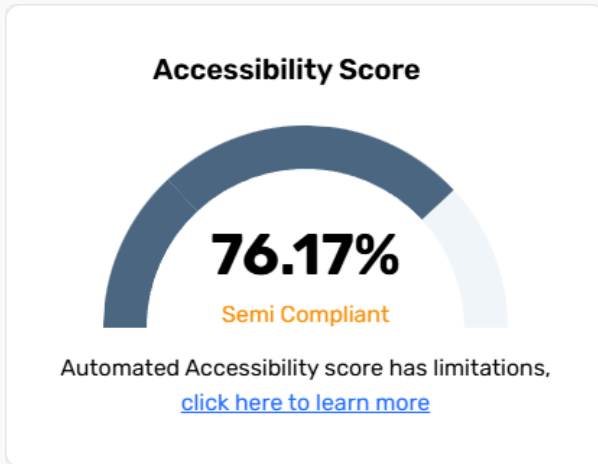 Accessibility Score
76.17%
Semi Compliant
Automated Accessibility score has limitations,
click here to learn more